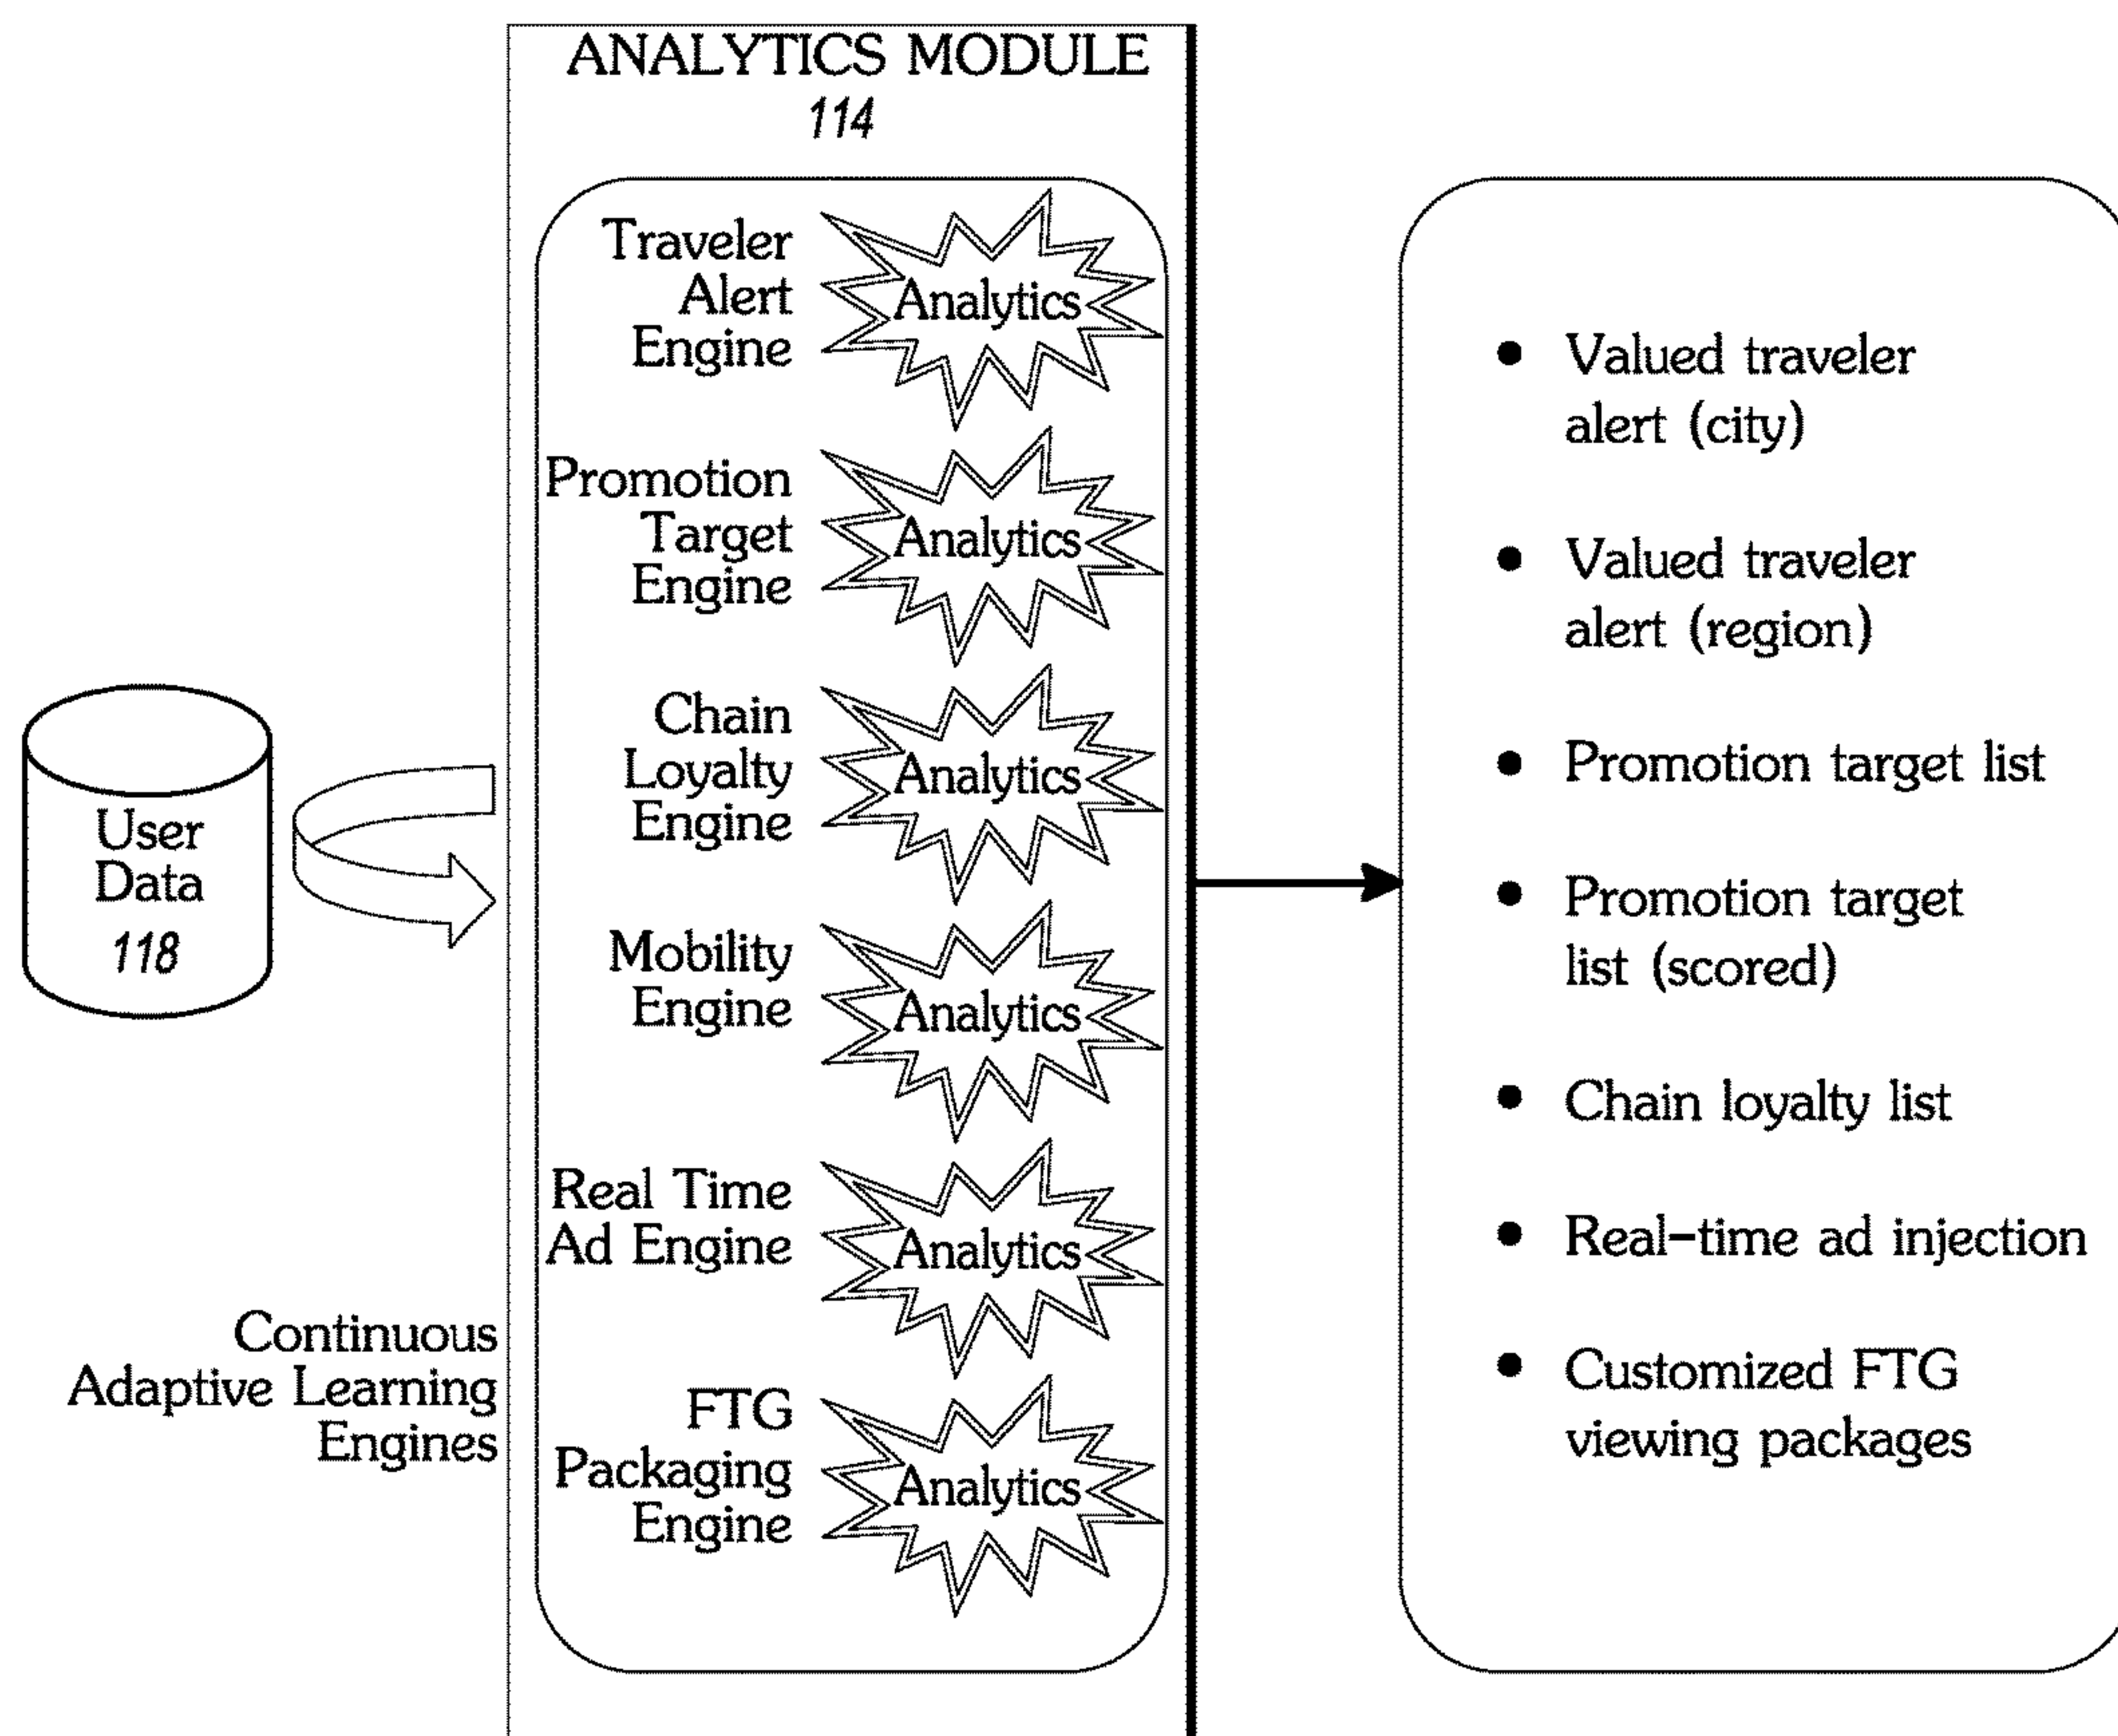 ANALYTICS MODULE
114
Traveler
Alert
Engine
Analytics
Promotion
Target
Engine
Analytics
Chain
Loyalty
Engine
Analytics
Mobility
Engine
Analytics
Real Time
Ad Engine
Analytics
FTG
Packaging
Engine
Analytics
User
Data
118
Continuous
Adaptive Learning
Engines
• Valued traveler
alert (city)
• Valued traveler
alert (region)
• Promotion target list
• Promotion target
list (scored)
• Chain loyalty list
• Real-time ad injection
• Customized FTG
viewing packages